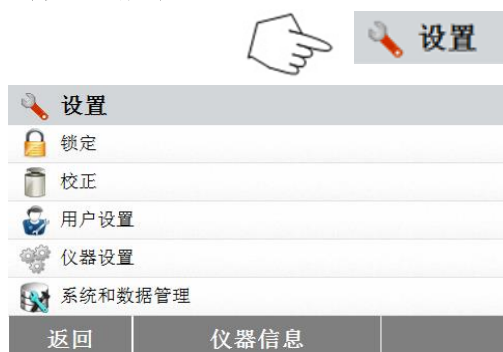 设置
设置
锁定
校正
用户设置
仪器设置
系统和数据管理
返回 仪器信息